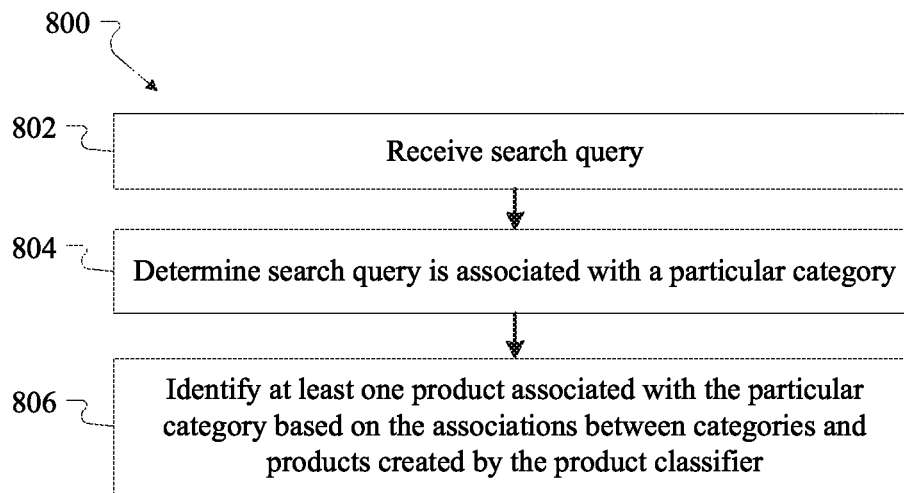 800
802
Receive search query
804
Determine search query is associated with a particular category
806
Identify at least one product associated with the particular
category based on the associations between categories and
products created by the product classifier